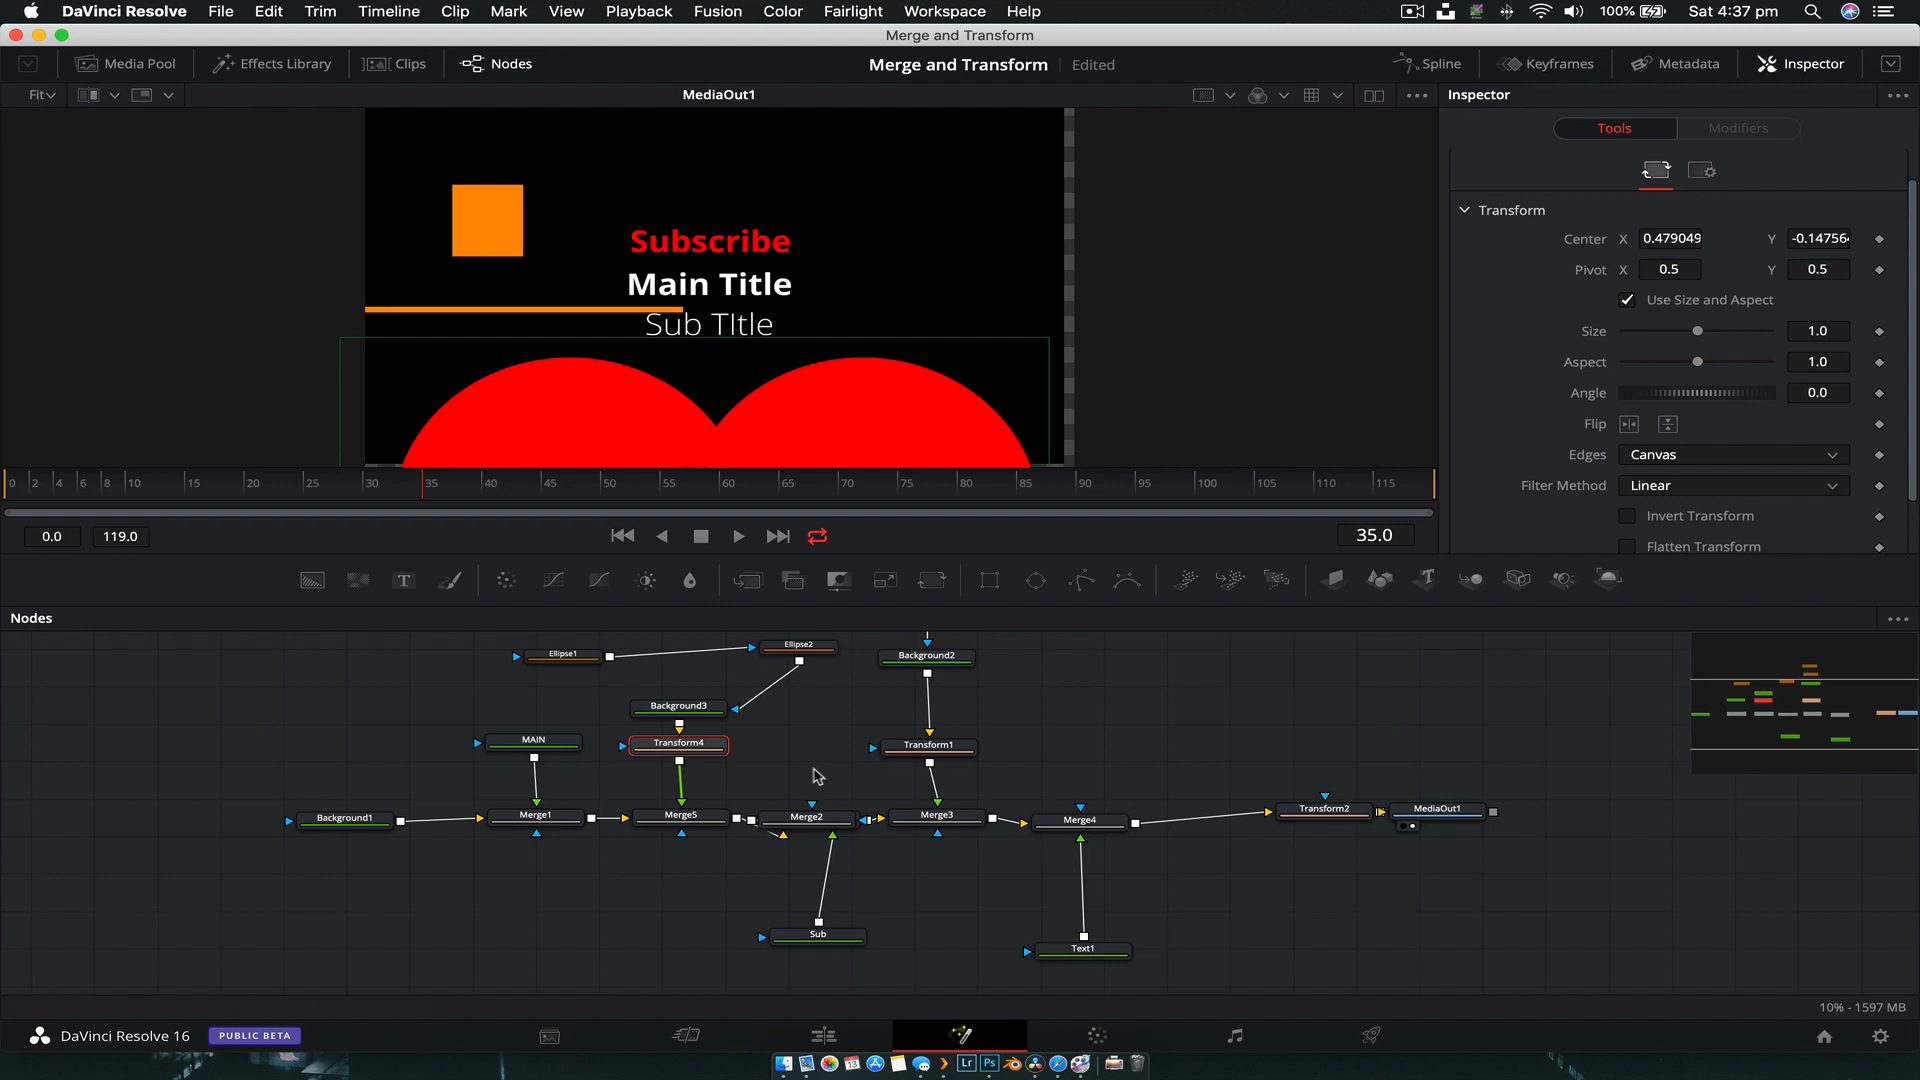 DaVinci Resolve File Edit Trim Timeline Clip Mark View Playback Fusion Color Fairlight Workspace Help 100% Sat 4:37 pm
Merge and Transform
Media Pool Effects Library Clips Nodes Merge and Transform Edited Spline Keyframes Metadata Inspector
Fit MediaOut1 Inspector
Tools Modifiers
Transform
Center X 0.479049 Y -0.14756
Pivot X 0.5 Y 0.5
Use Size and Aspect
Size 1.0
Aspect 1.0
Angle 0.0
Flip
Edges Canvas
Filter Method Linear
Invert Transform
Flatten Transform
Subscribe
Main Title
Sub TItle
0 2 4 6 8 10 15 20 25 30 35 40 45 50 55 60 65 70 75 80 85 90 95 100 105 110 115
0.0 119.0 35.0
T T
Nodes
Ellipse1 Ellipse2 Background2
Background3
MAIN Transform4 Transform1
Background1 Merge1 Merge5 Merge2 Merge3 Merge4 Transform2 MediaOut1
Sub Text1
10% - 1597 MB
DaVinci Resolve 16 PUBLIC BETA
13 Lr Ps